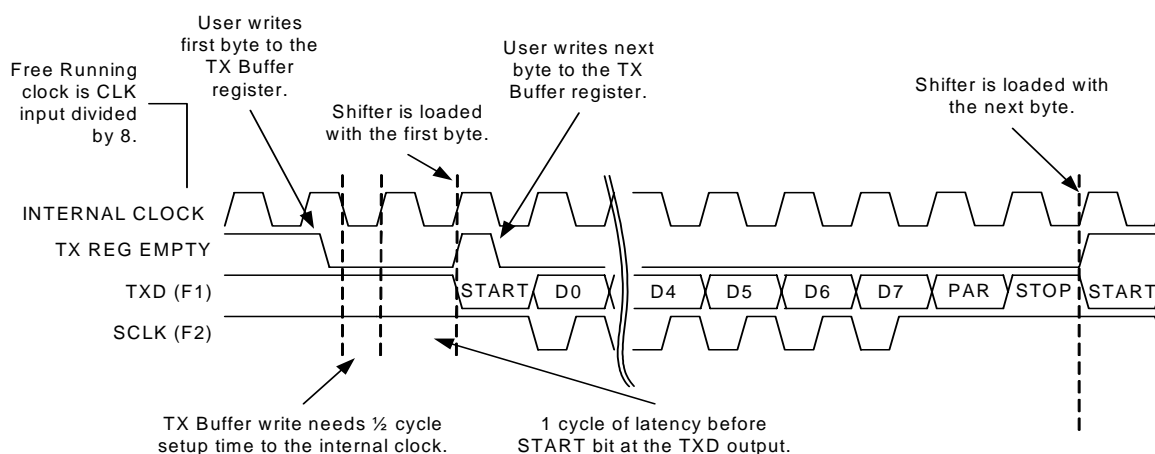 User writes
first byte to the
TX Buffer
register.
User writes next
byte to the TX
Buffer register.
Free Running
clock is CLK
input divided
by 8.
Shifter is loaded
with the first byte.
Shifter is loaded with
the next byte.
INTERNAL CLOCK
TX REG EMPTY
TXD (F1)
START D0 D4 D5 D6 D7 PAR STOP START
SCLK (F2)
TX Buffer write needs ½ cycle
setup time to the internal clock.
1 cycle of latency before
START bit at the TXD output.